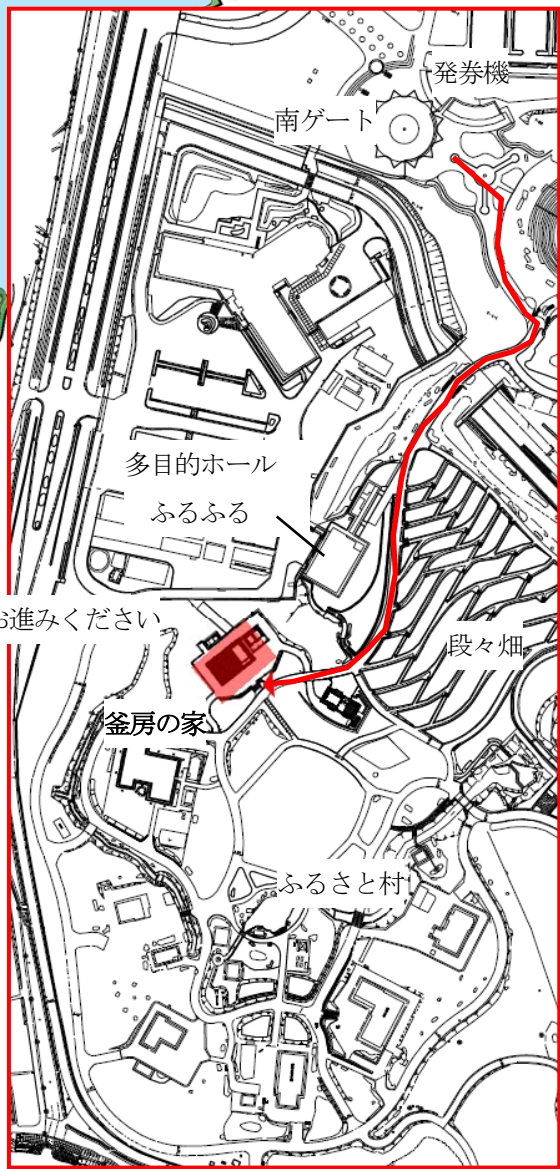 発券機
南ゲート
多目的ホール
ふるふる
お進みください
段々畑
釜房の家
ふるさと村